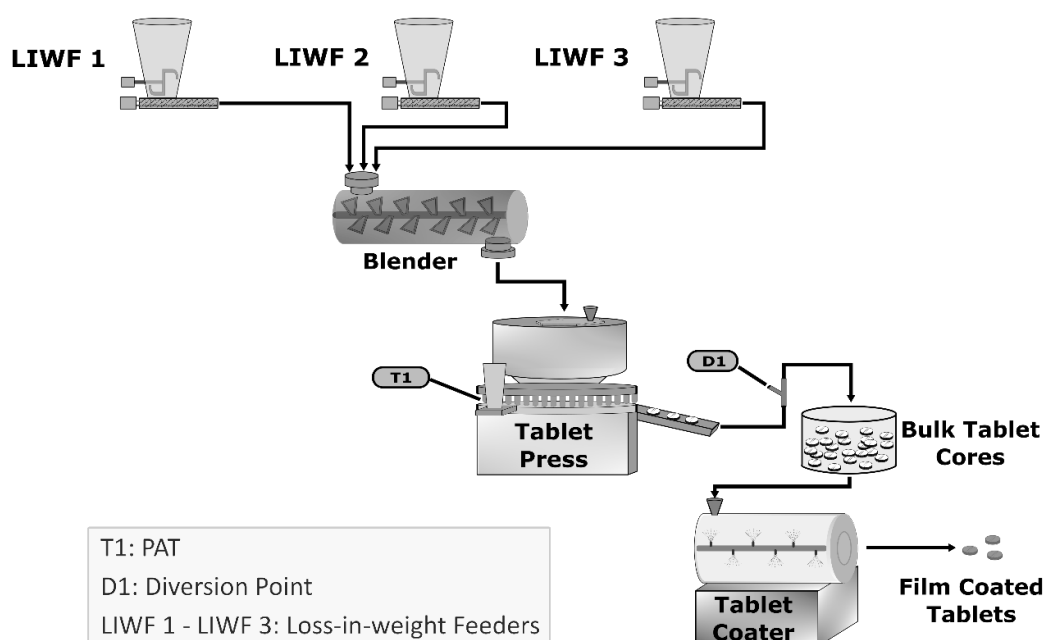 LIWF 1
LIWF 2
LIWF 3
Blender
T1
D1
Tablet
Press
Bulk Tablet
Cores
Tablet
Coater
Film Coated
Tablets
T1: PAT
D1: Diversion Point
LIWF 1 - LIWF 3: Loss-in-weight Feeders